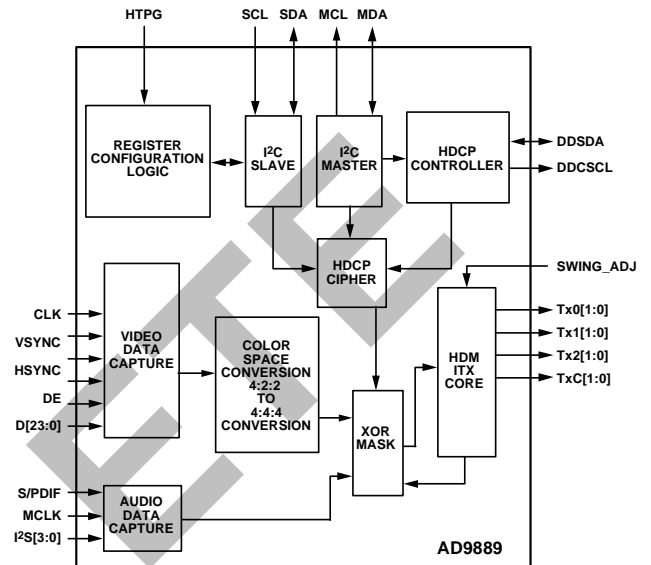 HTPG
SCL SDA MCL MDA
REGISTER
CONFIGURATION
LOGIC
I²C
SLAVE
I²C
MASTER
HDCP
CONTROLLER
DDSDA
DDCSCL
HDCP
CIPHER
SWING_ADJ
CLK
VSYNC
HSYNC
DE
D[23:0]
VIDEO
DATA
CAPTURE
COLOR
SPACE
CONVERSION
4:2:2
TO
4:4:4
CONVERSION
XOR
MASK
HDM
ITX
CORE
Tx0[1:0]
Tx1[1:0]
Tx2[1:0]
TxC[1:0]
S/PDIF
MCLK
I²S[3:0]
AUDIO
DATA
CAPTURE
AD9889
ETE